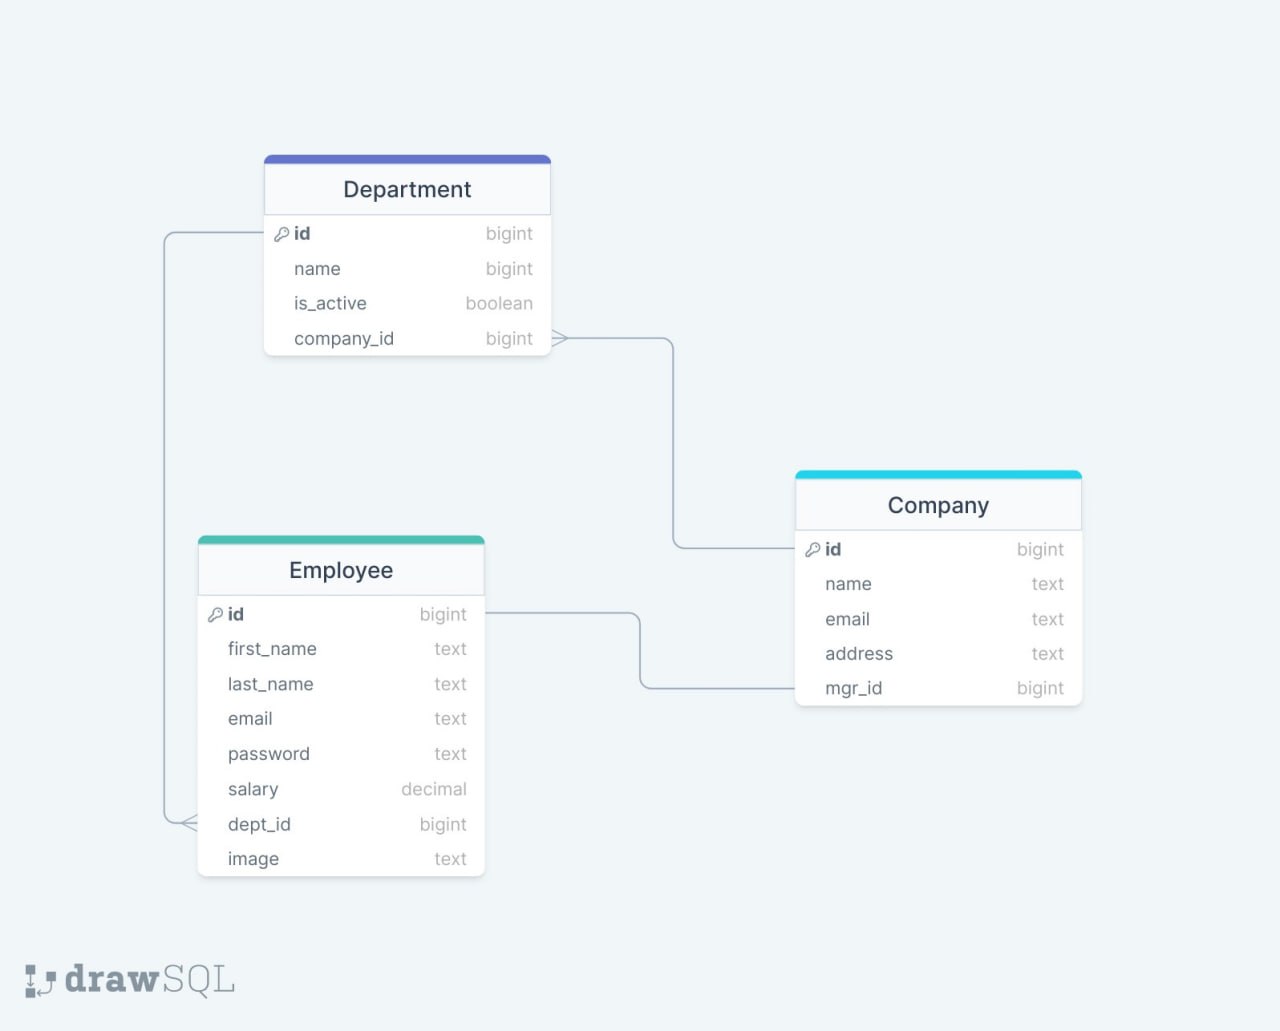 Department
id bigint
name bigint
is_active boolean
company_id bigint
Company
id bigint
name text
email text
address text
mgr_id bigint
Employee
id bigint
first_name text
last_name text
email text
password text
salary decimal
dept_id bigint
image text
drawSQL